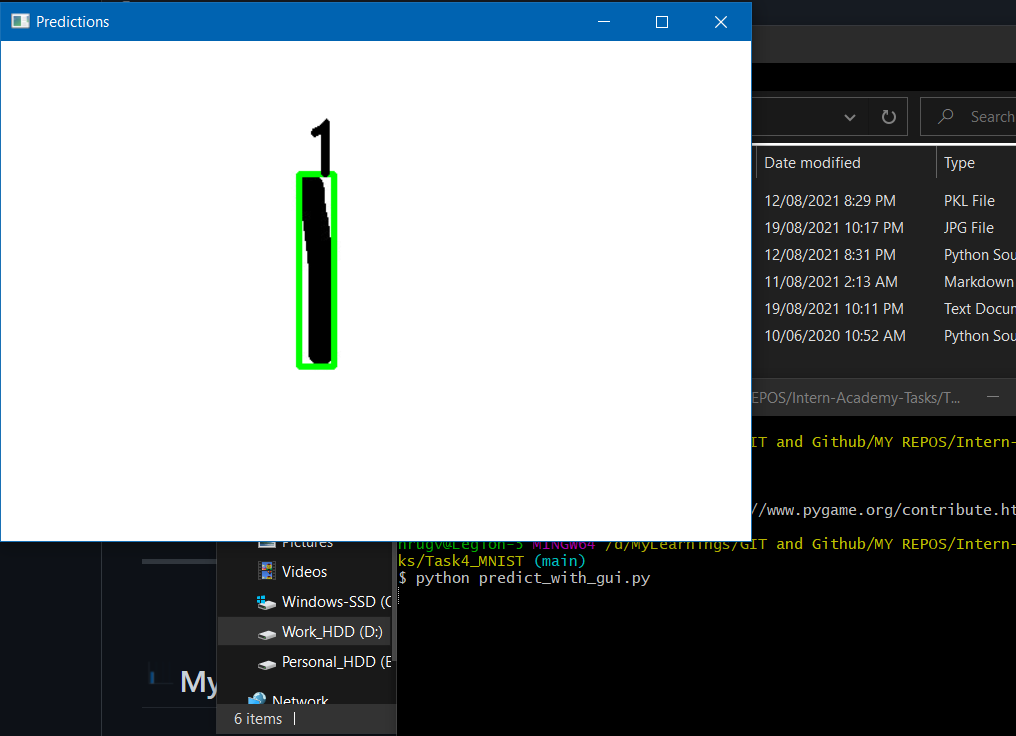 Predictions
1
Search
Date modified Type
12/08/2021 8:29 PM PKL File
19/08/2021 10:17 PM JPG File
12/08/2021 8:31 PM Python Sou
11/08/2021 2:13 AM Markdown
19/08/2021 10:11 PM Text Docum
10/06/2020 10:52 AM Python Sou
EPOS/Intern-Academy-Tasks/T...
IT and Github/MY REPOS/Intern-
//www.pygame.org/contribute.ht
hrugv@Legion-5 MINGW64 /d/MyLearnings/GIT and Github/MY REPOS/Intern-
ks/Task4_MNIST (main)
$ python predict_with_gui.py
Pictures
Videos
Windows-SSD (C
Work_HDD (D:)
Personal_HDD (E
Network
6 items
My